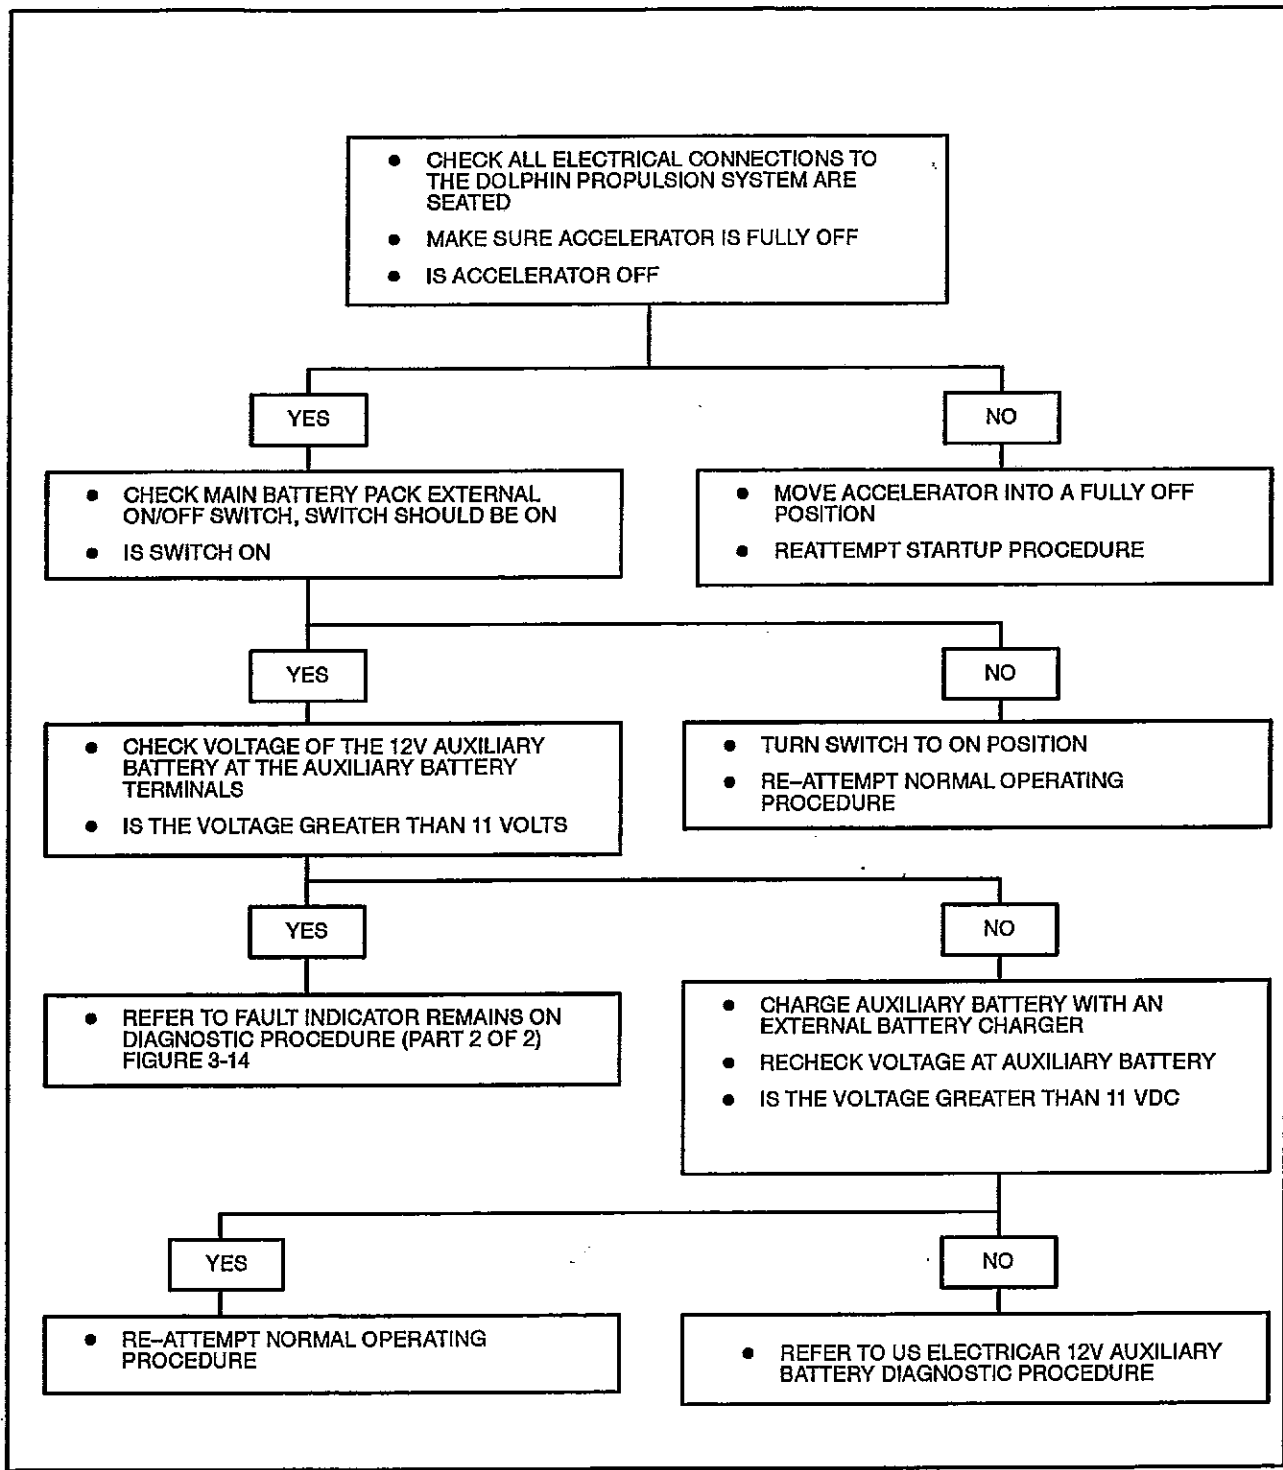 ● CHECK ALL ELECTRICAL CONNECTIONS TO
THE DOLPHIN PROPULSION SYSTEM ARE
SEATED
● MAKE SURE ACCELERATOR IS FULLY OFF
● IS ACCELERATOR OFF
YES
NO
● CHECK MAIN BATTERY PACK EXTERNAL
ON/OFF SWITCH, SWITCH SHOULD BE ON
● IS SWITCH ON
● MOVE ACCELERATOR INTO A FULLY OFF
POSITION
● REATTEMPT STARTUP PROCEDURE
YES
NO
● CHECK VOLTAGE OF THE 12V AUXILIARY
BATTERY AT THE AUXILIARY BATTERY
TERMINALS
● IS THE VOLTAGE GREATER THAN 11 VOLTS
● TURN SWITCH TO ON POSITION
● RE–ATTEMPT NORMAL OPERATING
PROCEDURE
YES
NO
● REFER TO FAULT INDICATOR REMAINS ON
DIAGNOSTIC PROCEDURE (PART 2 OF 2)
FIGURE 3-14
● CHARGE AUXILIARY BATTERY WITH AN
EXTERNAL BATTERY CHARGER
● RECHECK VOLTAGE AT AUXILIARY BATTERY
● IS THE VOLTAGE GREATER THAN 11 VDC
YES
NO
● RE–ATTEMPT NORMAL OPERATING
PROCEDURE
● REFER TO US ELECTRICAR 12V AUXILIARY
BATTERY DIAGNOSTIC PROCEDURE